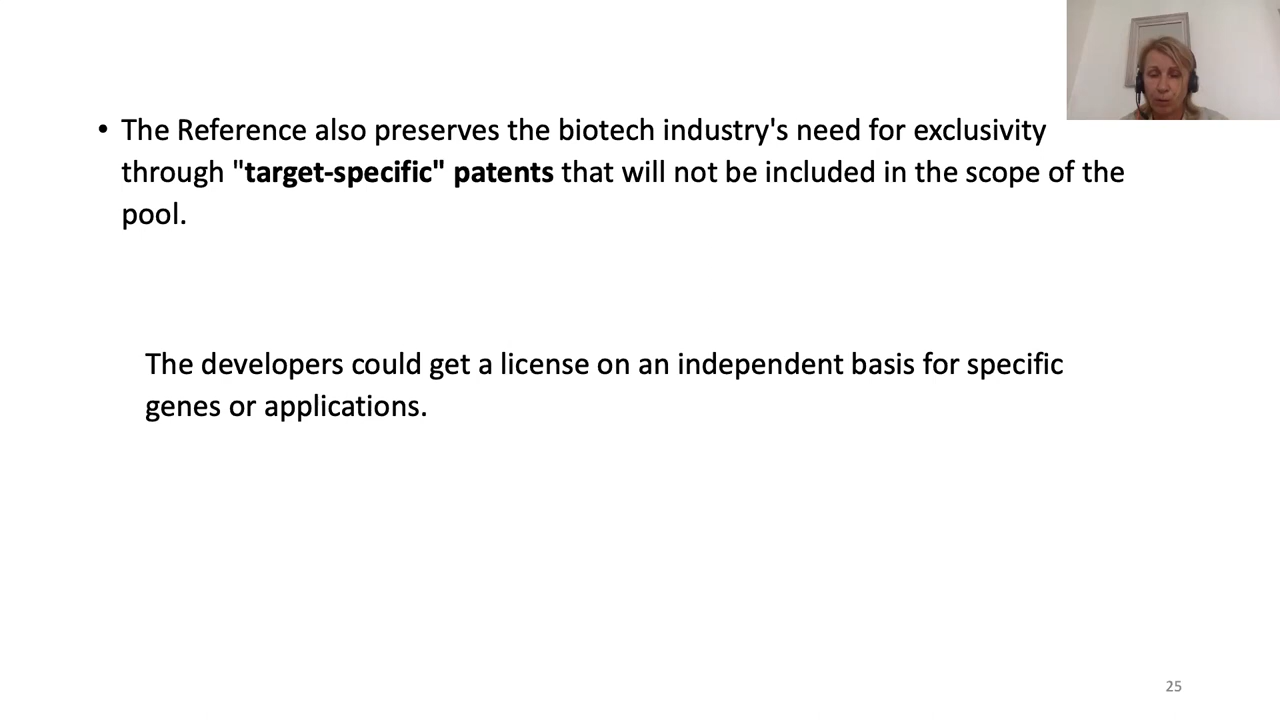 • The Reference also preserves the biotech industry's need for exclusivity
through "target-specific" patents that will not be included in the scope of the
pool.
The developers could get a license on an independent basis for specific
genes or applications.
25